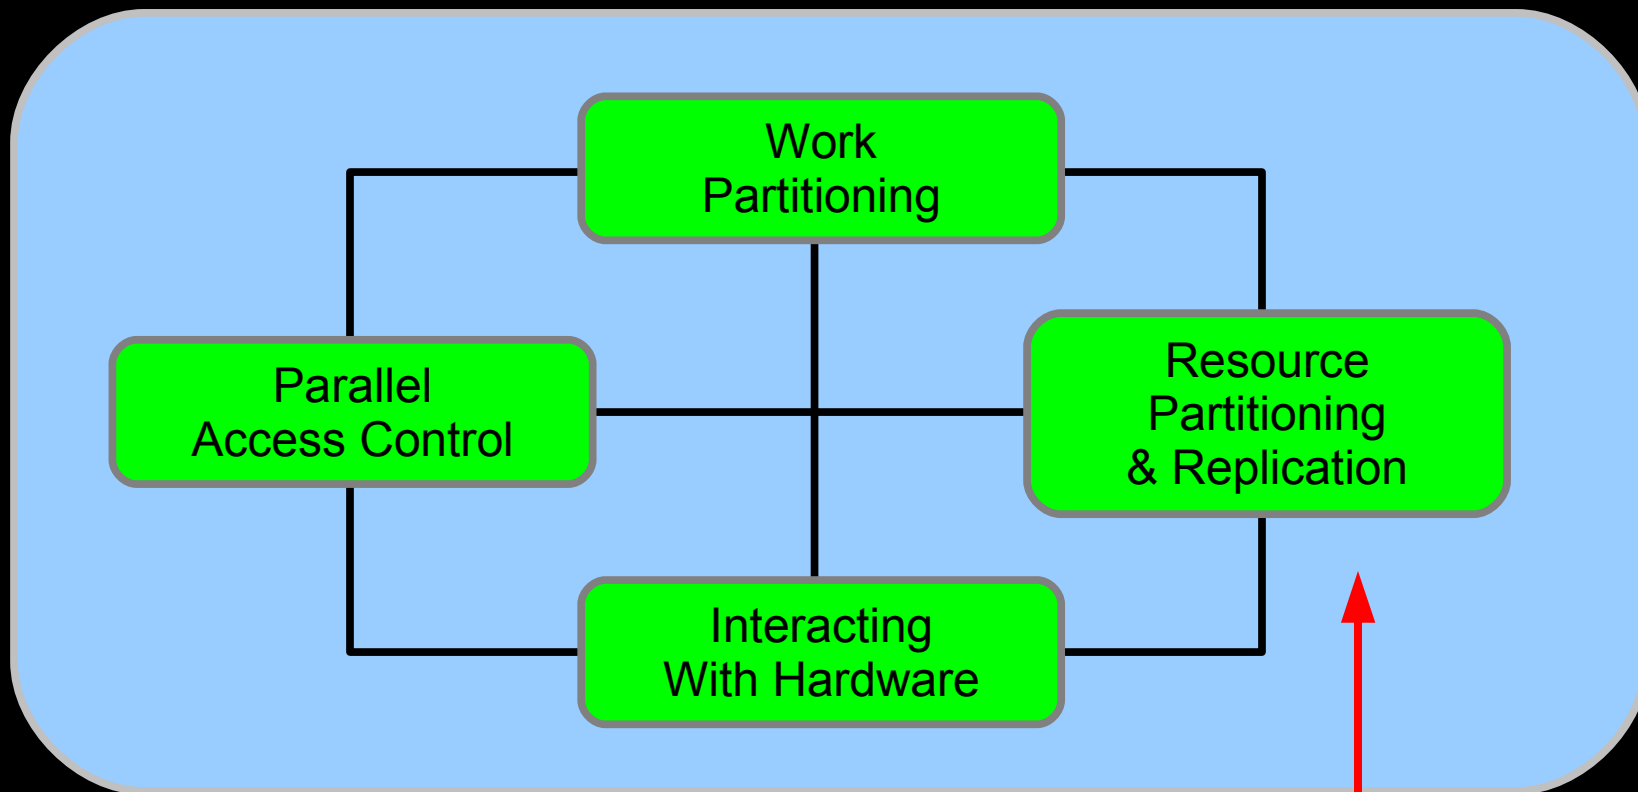 Work
Partitioning
Parallel
Access Control
Resource
Partitioning
& Replication
Interacting
With Hardware